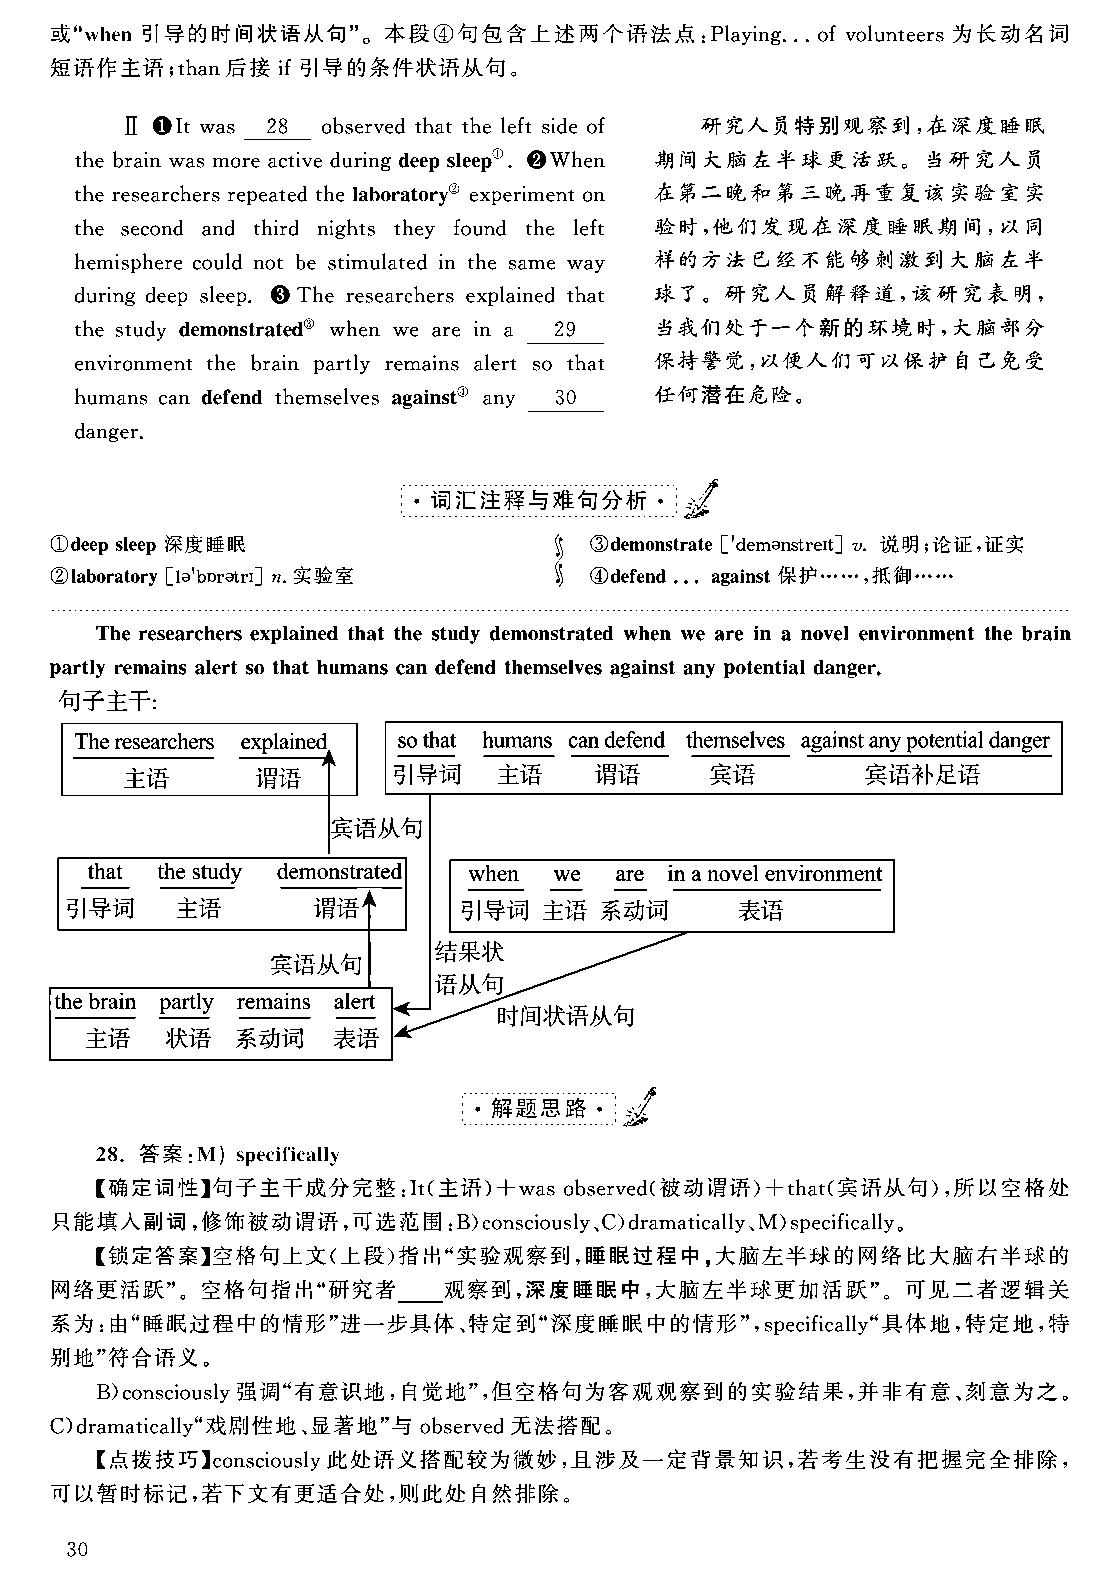 或“when 引导的时间状语从句”。本段④句包含上述两个语法点:Playing... of volunteers 为长动名词
短语作主语;than 后接 if 引导的条件状语从句。
Ⅱ ❶It was 28 observed that the left side of
the brain was more active during deep sleep①. ❷When
the researchers repeated the laboratory② experiment on
the second and third nights they found the left
hemisphere could not be stimulated in the same way
during deep sleep. ❸The researchers explained that
the study demonstrated③ when we are in a 29
environment the brain partly remains alert so that
humans can defend themselves against④ any 30
danger.
研究人员特别观察到,在深度睡眠
期间大脑左半球更活跃。当研究人员
在第二晚和第三晚再重复该实验室实
验时,他们发现在深度睡眠期间,以同
样的方法已经不能够刺激到大脑左半
球了。研究人员解释道,该研究表明,
当我们处于一个新的环境时,大脑部分
保持警觉,以便人们可以保护自己免受
任何潜在危险。
·词汇注释与难句分析·
①deep sleep 深度睡眠
②laboratory [ləˈbɒrətrɪ] n. 实验室
③demonstrate [ˈdemənstreɪt] v. 说明;论证,证实
④defend ... against 保护……,抵御……
The researchers explained that the study demonstrated when we are in a novel environment the brain
partly remains alert so that humans can defend themselves against any potential danger.
句子主干:
The researchers explained
主语 谓语
so that humans can defend themselves against any potential danger
引导词 主语 谓语 宾语 宾语补足语
宾语从句
that the study demonstrated
引导词 主语 谓语
when we are in a novel environment
引导词 主语 系动词 表语
宾语从句
结果状
语从句
时间状语从句
the brain partly remains alert
主语 状语 系动词 表语
·解题思路·
28. 答案:M) specifically
【确定词性】句子主干成分完整:It(主语)+was observed(被动谓语)+that(宾语从句),所以空格处
只能填入副词,修饰被动谓语,可选范围:B)consciously、C)dramatically、M)specifically。
【锁定答案】空格句上文(上段)指出“实验观察到,睡眠过程中,大脑左半球的网络比大脑右半球的
网络更活跃”。空格句指出“研究者____观察到,深度睡眠中,大脑左半球更加活跃”。可见二者逻辑关
系为:由“睡眠过程中的情形”进一步具体、特定到“深度睡眠中的情形”,specifically“具体地,特定地,特
别地”符合语义。
B)consciously 强调“有意识地,自觉地”,但空格句为客观观察到的实验结果,并非有意、刻意为之。
C)dramatically“戏剧性地、显著地”与 observed 无法搭配。
【点拨技巧】consciously 此处语义搭配较为微妙,且涉及一定背景知识,若考生没有把握完全排除,
可以暂时标记,若下文有更适合处,则此处自然排除。
30